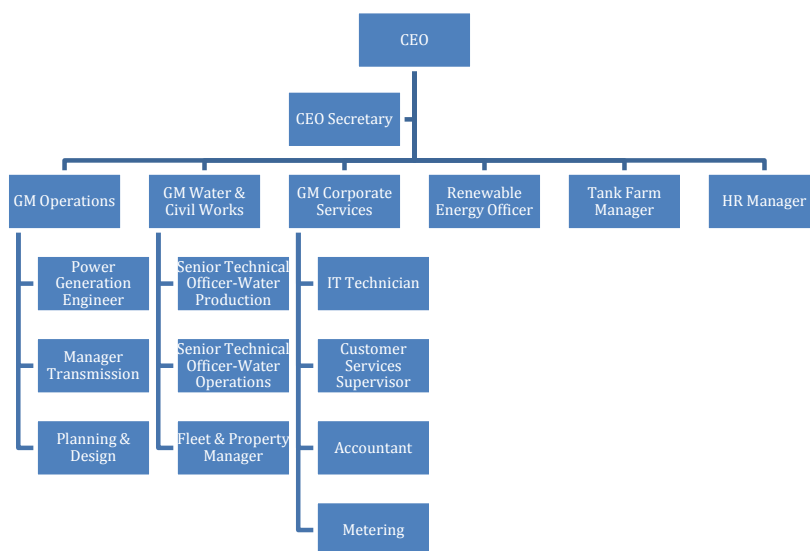 CEO
CEO Secretary
GM Operations
GM Water &
Civil Works
GM Corporate
Services
Renewable
Energy Officer
Tank Farm
Manager
HR Manager
Power
Generation
Engineer
Senior Technical
Officer-Water
Production
IT Technician
Manager
Transmission
Senior Technical
Officer-Water
Operations
Customer
Services
Supervisor
Planning &
Design
Fleet & Property
Manager
Accountant
Metering